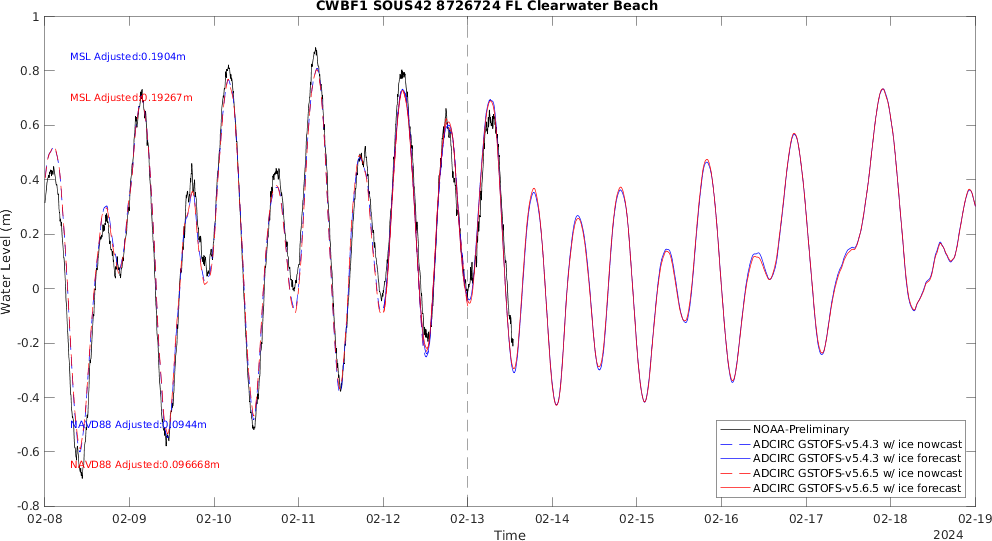 CWBF1 SOUS42 8726724 FL Clearwater Beach
1
0.8
0.6
0.4
0.2
0
-0.2
-0.4
-0.6
-0.8
Water Level (m)
MSL Adjusted:0.1904m
MSL Adjusted:0.19267m
NAVD88 Adjusted:0.0944m
NAVD88 Adjusted:0.096668m
NOAA-Preliminary
ADCIRC GSTOFS-v5.4.3 w/ ice nowcast
ADCIRC GSTOFS-v5.4.3 w/ ice forecast
ADCIRC GSTOFS-v5.6.5 w/ ice nowcast
ADCIRC GSTOFS-v5.6.5 w/ ice forecast
02-08 02-09 02-10 02-11 02-12 02-13 02-14 02-15 02-16 02-17 02-18 02-19
Time
2024